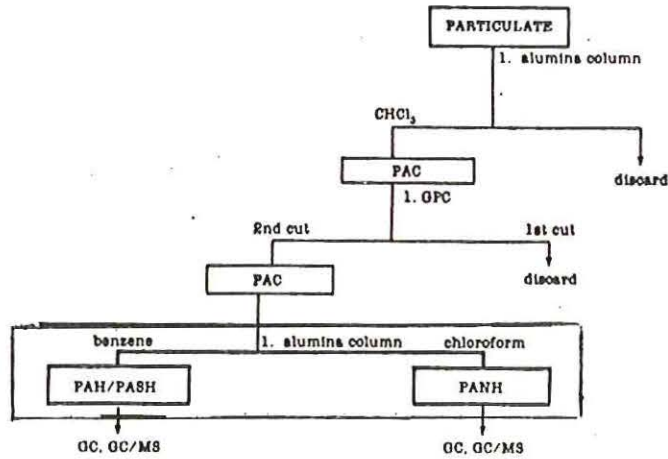 PARTICULATE
1. alumina column
CHCl3
PAC
discard
1. GPC
2nd cut
1st cut
PAC
discard
benzene
1. alumina column
chloroform
PAH/PASH
PANH
GC, GC/MS
GC, GC/MS